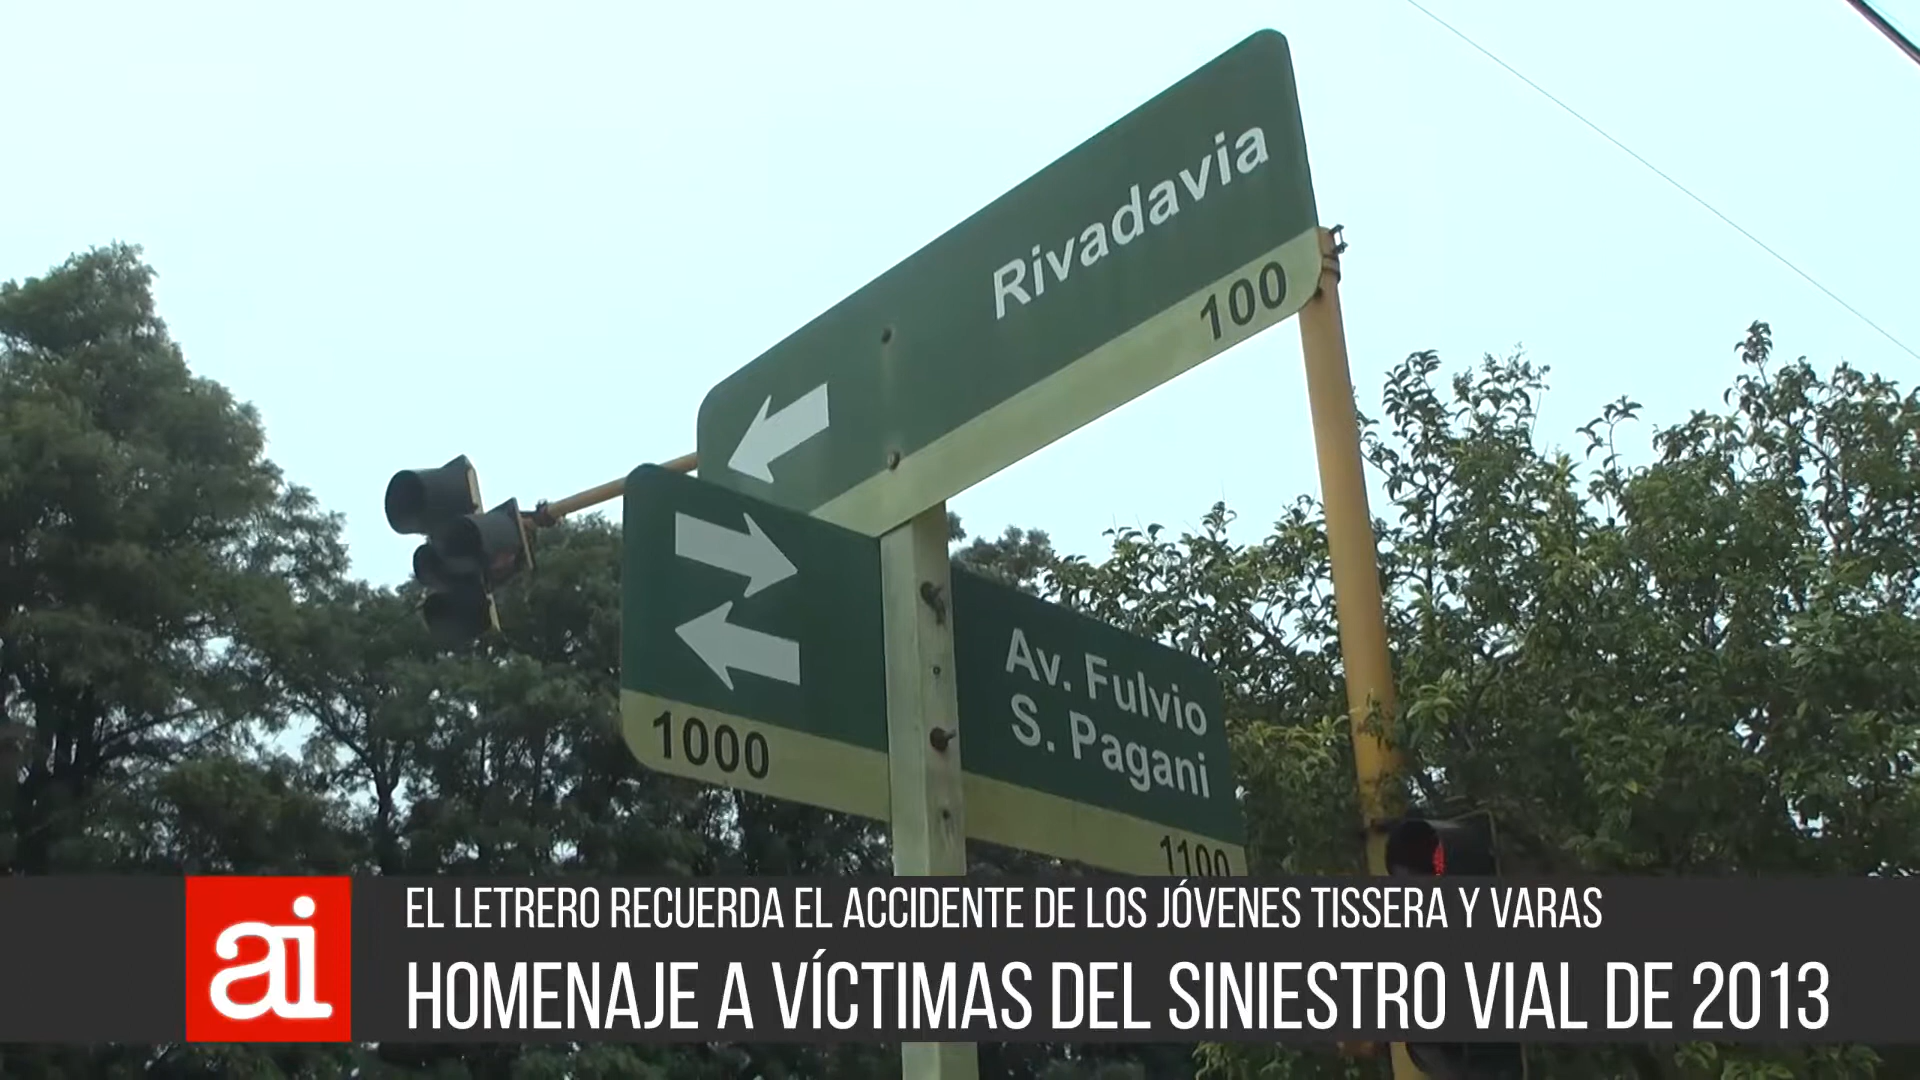 Rivadavia
100
Av. Fulvio
S. Pagani
1000
1100
ai
EL LETRERO RECUERDA EL ACCIDENTE DE LOS JÓVENES TISSERA Y VARAS
HOMENAJE A VÍCTIMAS DEL SINIESTRO VIAL DE 2013